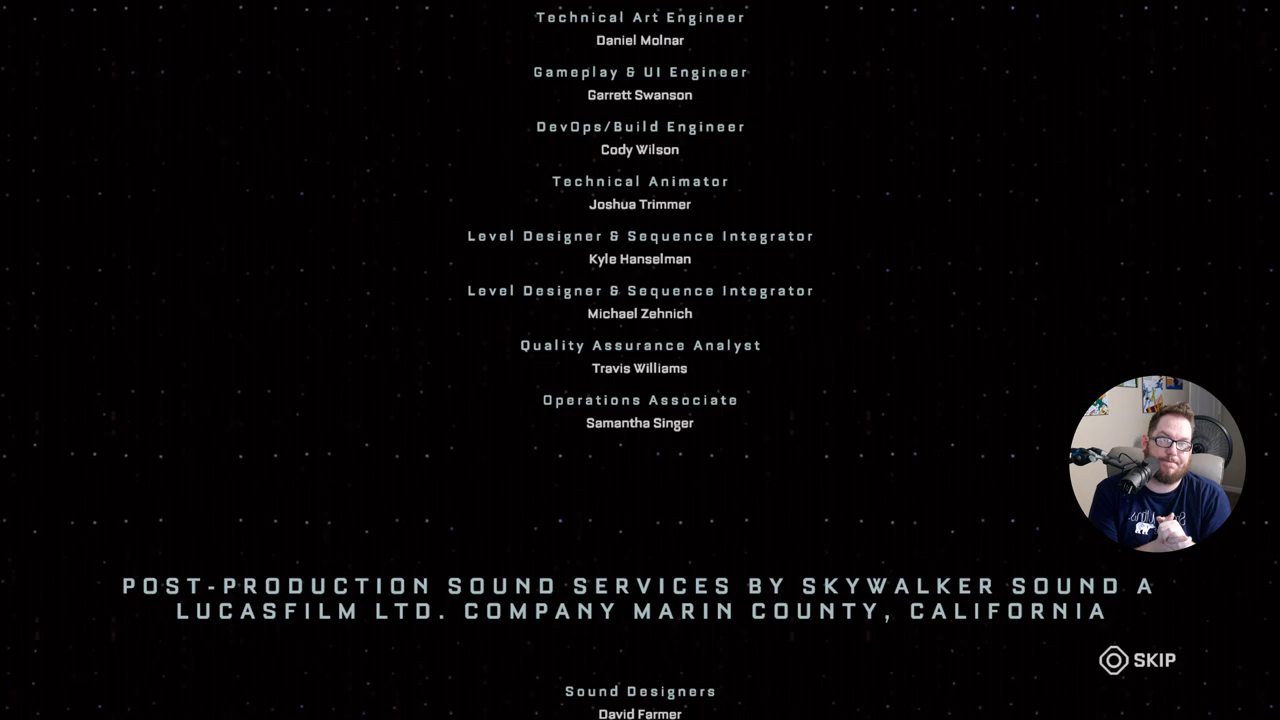 Technical Art Engineer
Daniel Molnar
Gameplay & UI Engineer
Garrett Swanson
DevOps/Build Engineer
Cody Wilson
Technical Animator
Joshua Trimmer
Level Designer & Sequence Integrator
Kyle Hanselman
Level Designer & Sequence Integrator
Michael Zehnich
Quality Assurance Analyst
Travis Williams
Operations Associate
Samantha Singer
POST-PRODUCTION SOUND SERVICES BY SKYWALKER SOUND A
LUCASFILM LTD. COMPANY MARIN COUNTY, CALIFORNIA
SKIP
Sound Designers
David Farmer